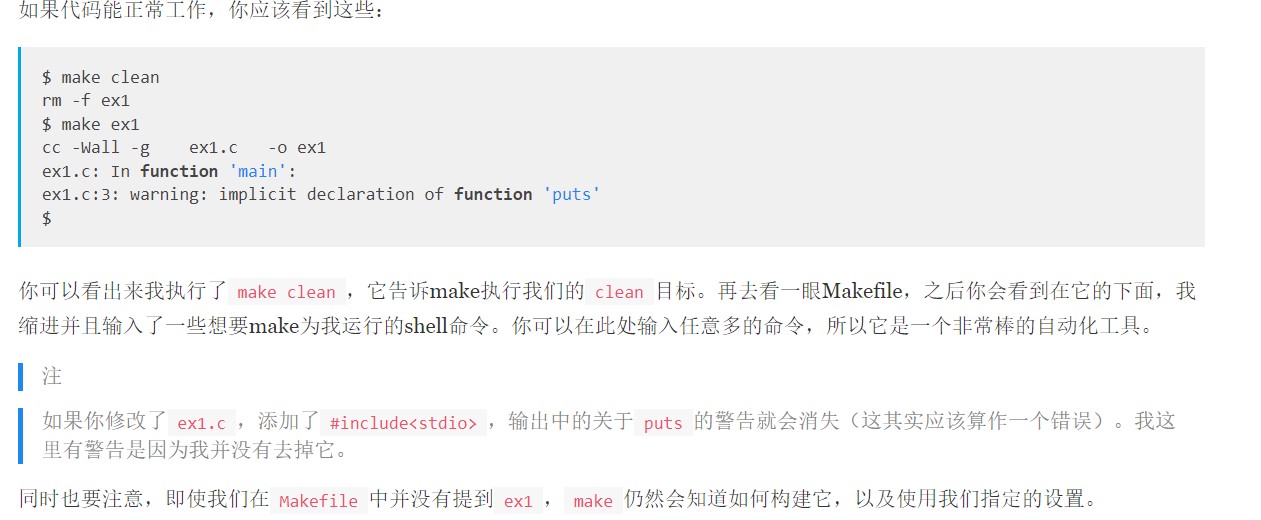 如果代码能正常工作，你应该看到这些：
$ make clean
rm -f ex1
$ make ex1
cc -Wall -g    ex1.c   -o ex1
ex1.c: In function 'main':
ex1.c:3: warning: implicit declaration of function 'puts'
$
你可以看出来我执行了 make clean ，它告诉make执行我们的 clean 目标。再去看一眼Makefile，之后你会看到在它的下面，我
缩进并且输入了一些想要make为我运行的shell命令。你可以在此处输入任意多的命令，所以它是一个非常棒的自动化工具。
注
如果你修改了 ex1.c ，添加了 #include<stdio> ，输出中的关于 puts 的警告就会消失（这其实应该算作一个错误）。我这
里有警告是因为我并没有去掉它。
同时也要注意，即使我们在 Makefile 中并没有提到 ex1 ， make 仍然会知道如何构建它，以及使用我们指定的设置。